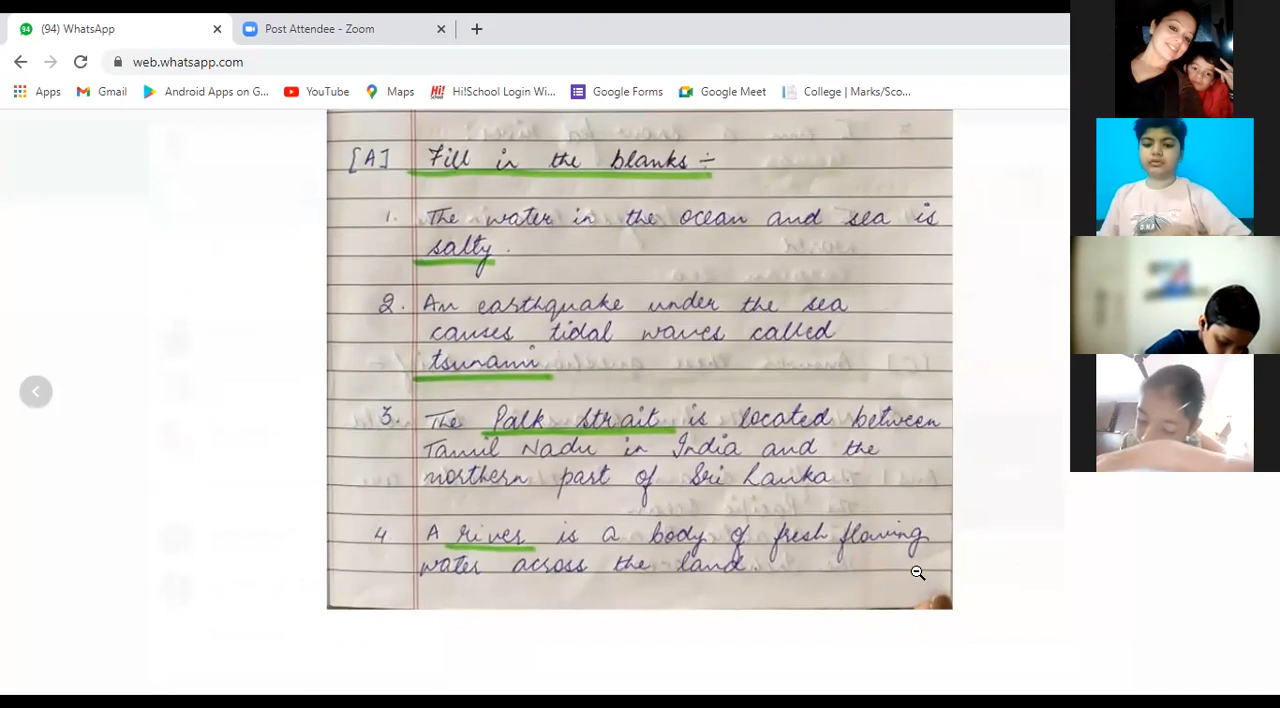 (94) WhatsApp
Post Attendee - Zoom
web.whatsapp.com
Apps
Gmail
Android Apps on G...
YouTube
Maps
Hi!School Login Wi...
Google Forms
Google Meet
College | Marks/Sco...
[A] Fill in the blanks ÷
1. The water in the ocean and sea is
salty.
2. An earthquake under the sea
causes tidal waves called
tsunami
3. The Palk Strait is located between
Tamil Nadu in India and the
northern part of Sri Lanka.
4 A river is a body of fresh flowing
water across the land.